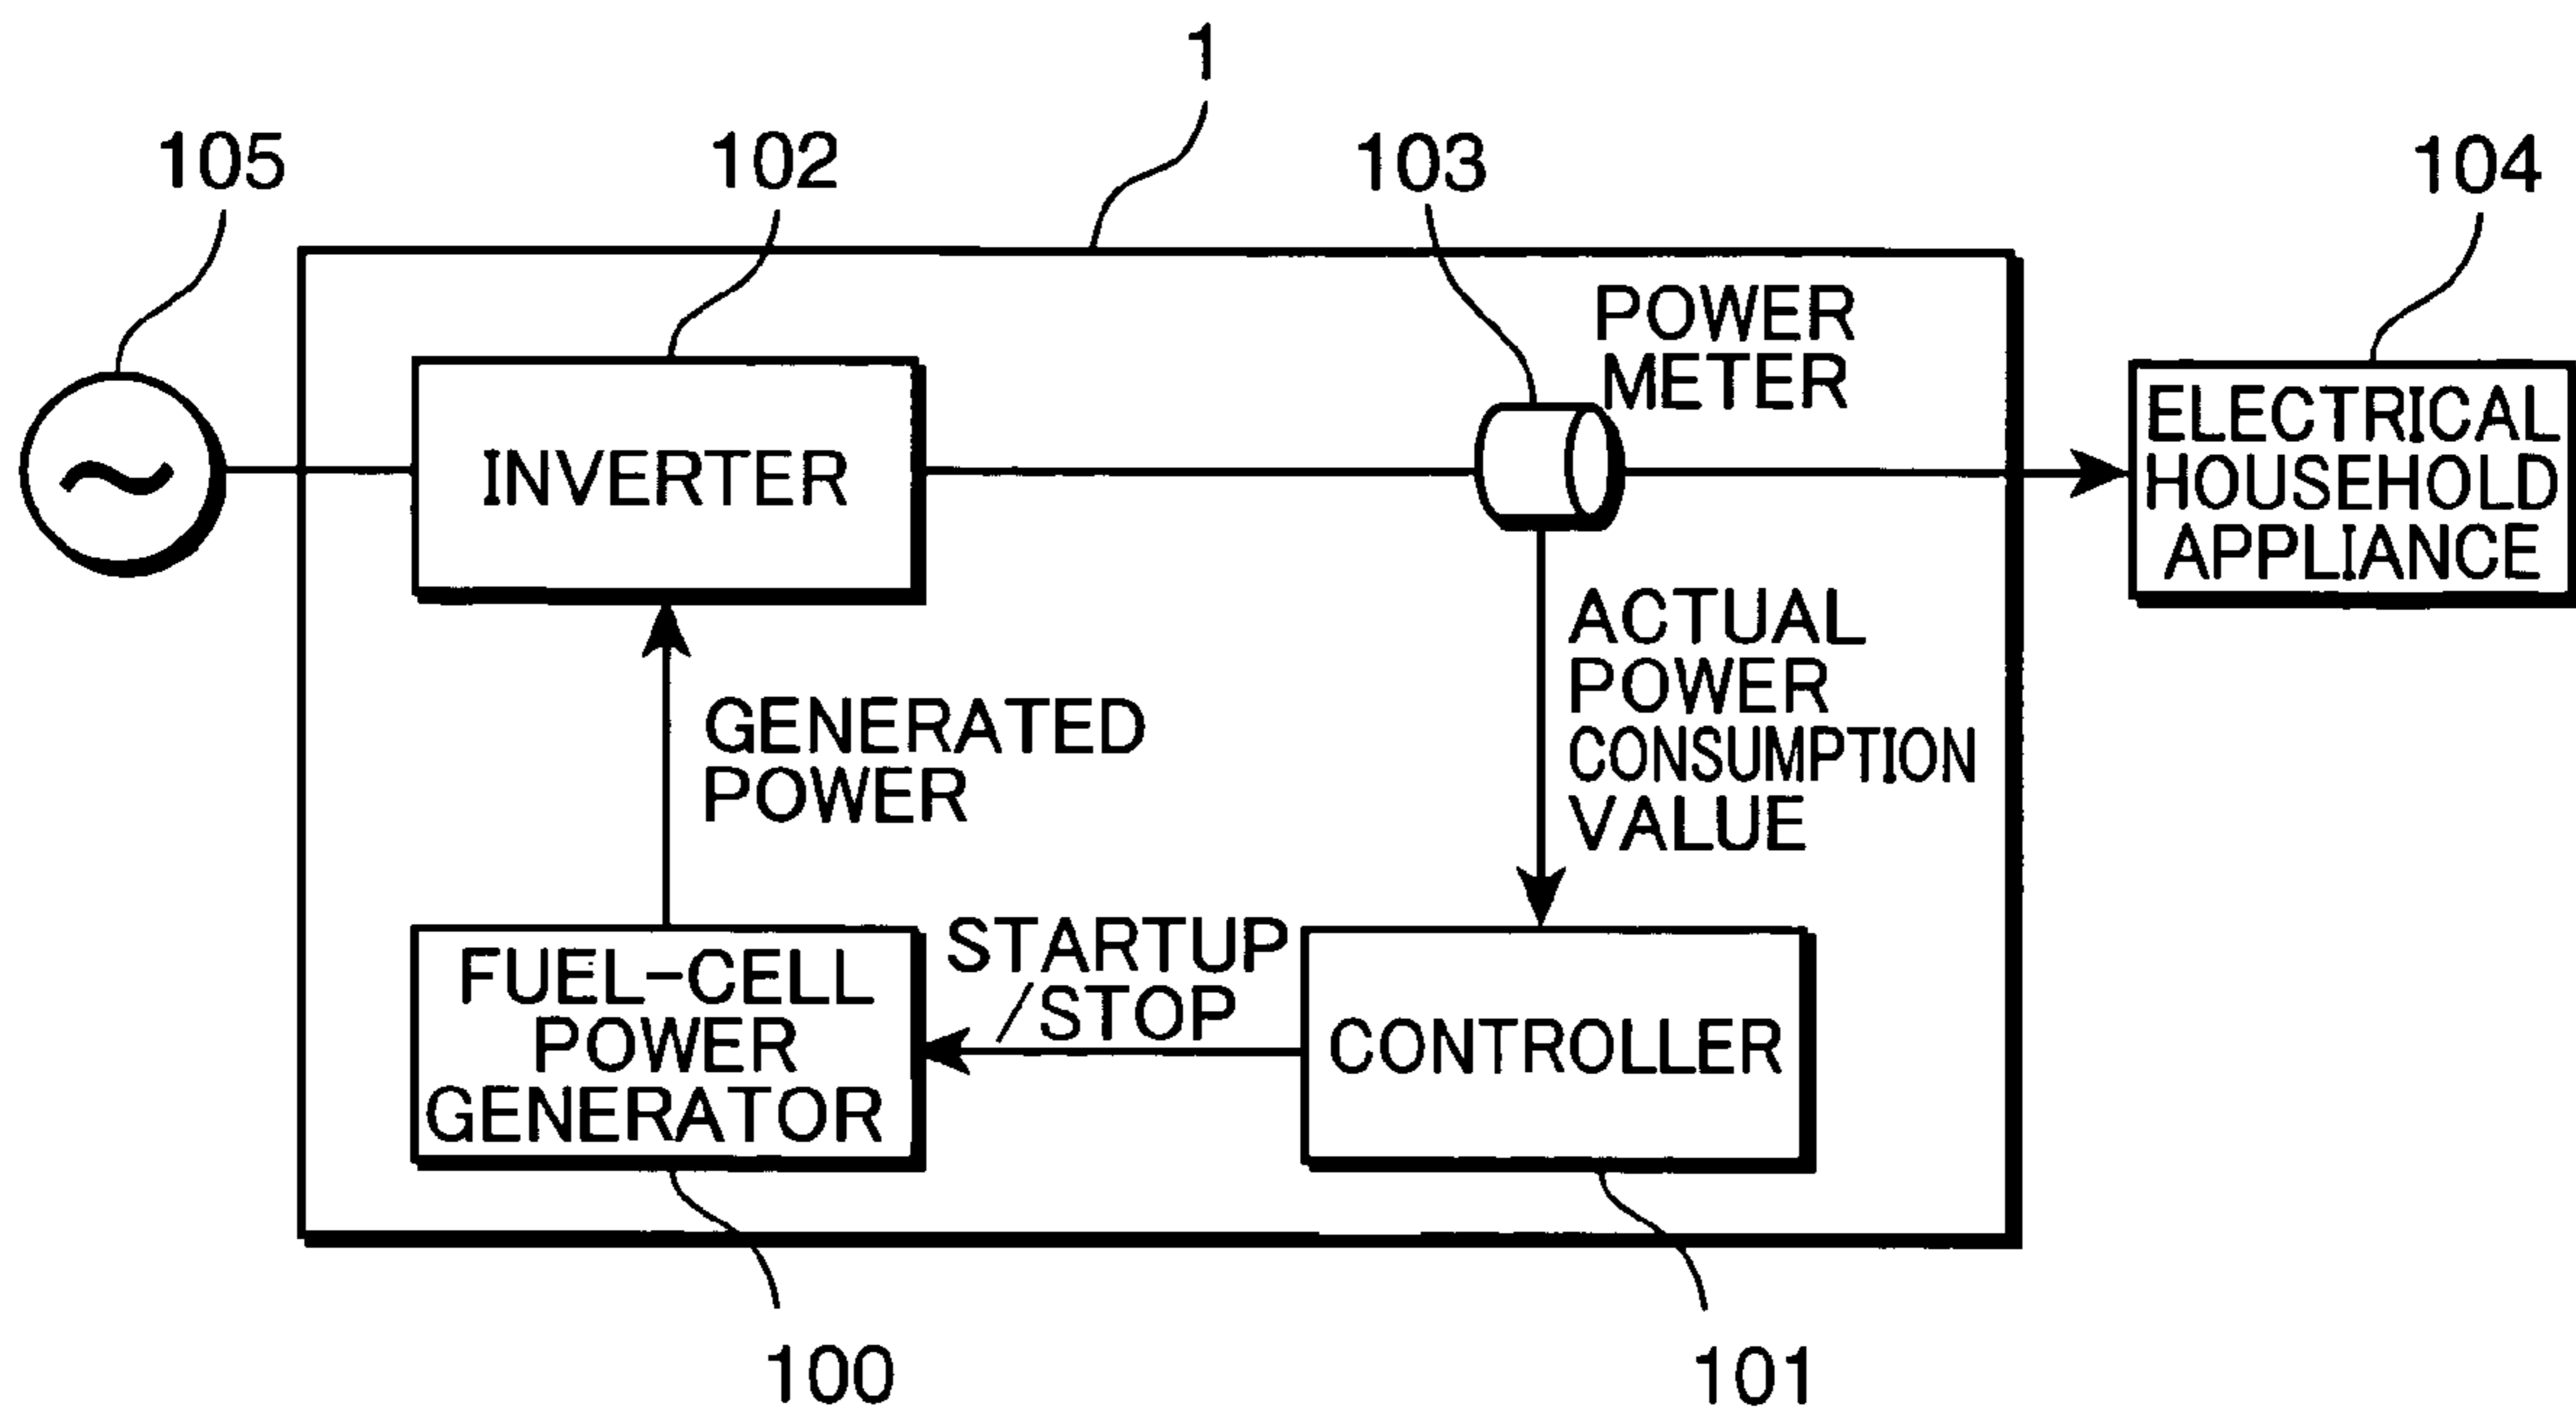 1
105
102
103
104
POWER
METER
INVERTER
ELECTRICAL
HOUSEHOLD
APPLIANCE
GENERATED
POWER
ACTUAL
POWER
CONSUMPTION
VALUE
FUEL-CELL
POWER
GENERATOR
STARTUP
/STOP
CONTROLLER
100
101